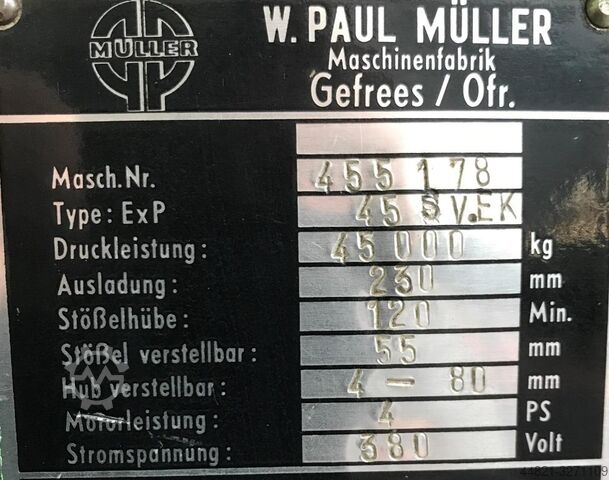 MÜLLER
W. PAUL MÜLLER
Maschinenfabrik
Gefrees / Ofr.
Masch.Nr. 455 178
Type: ExP 45 S V.EK
Druckleistung: 45 000 kg
Ausladung: 230 mm
Stößelhübe: 120 Min.
Stößel verstellbar: 55 mm
Hub verstellbar: 4 – 80 mm
Motorleistung: 4 PS
Stromspannung: 380 Volt